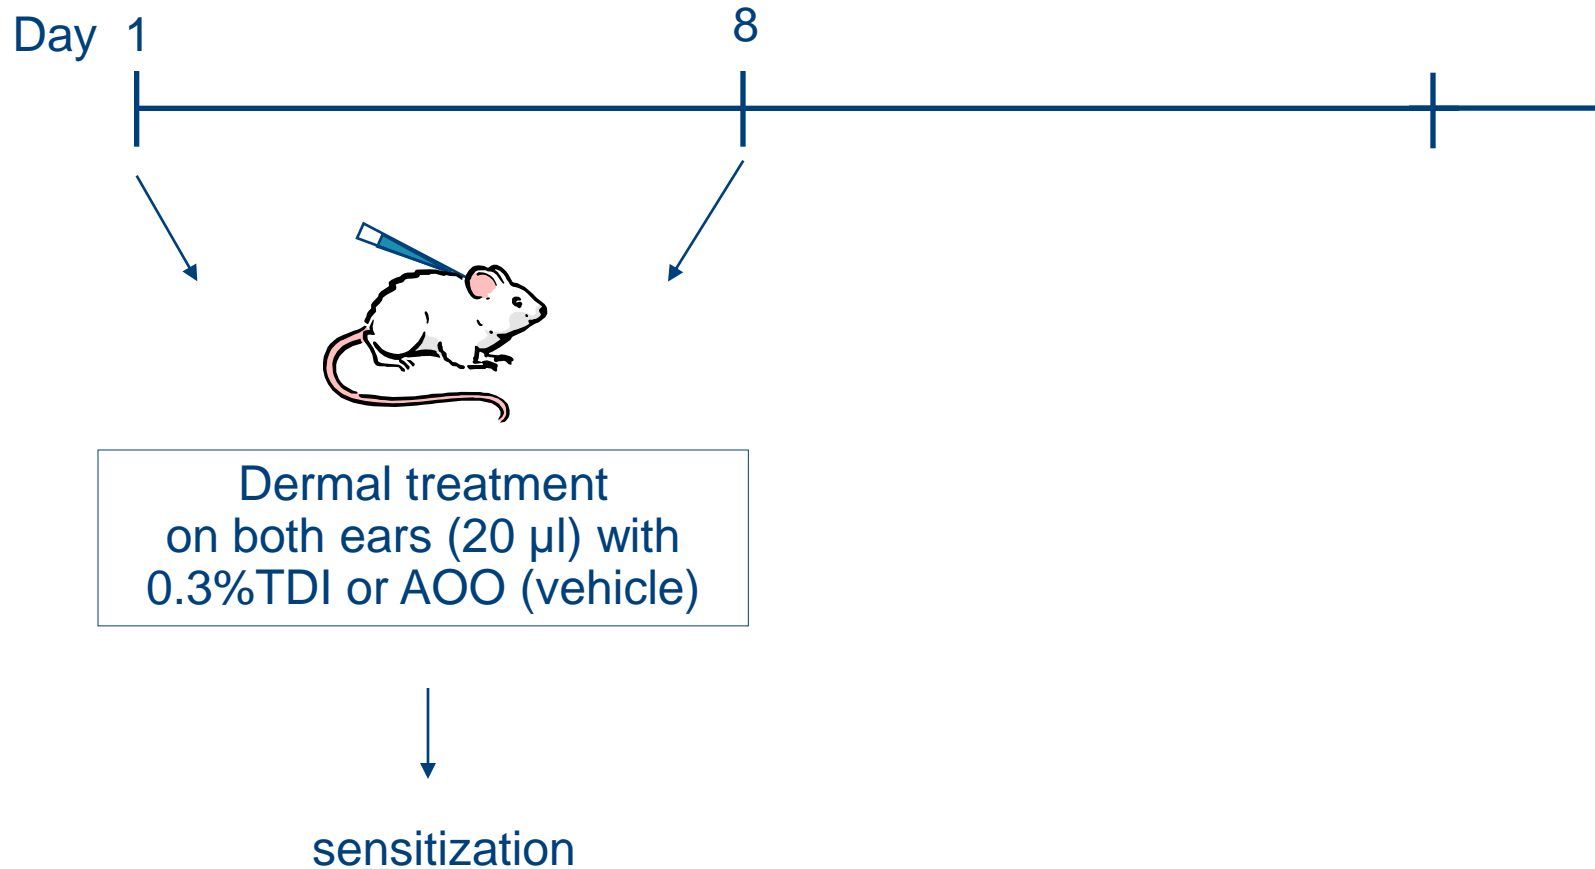 Day 1 8
Dermal treatment
on both ears (20 µl) with
0.3%TDI or AOO (vehicle)
sensitization